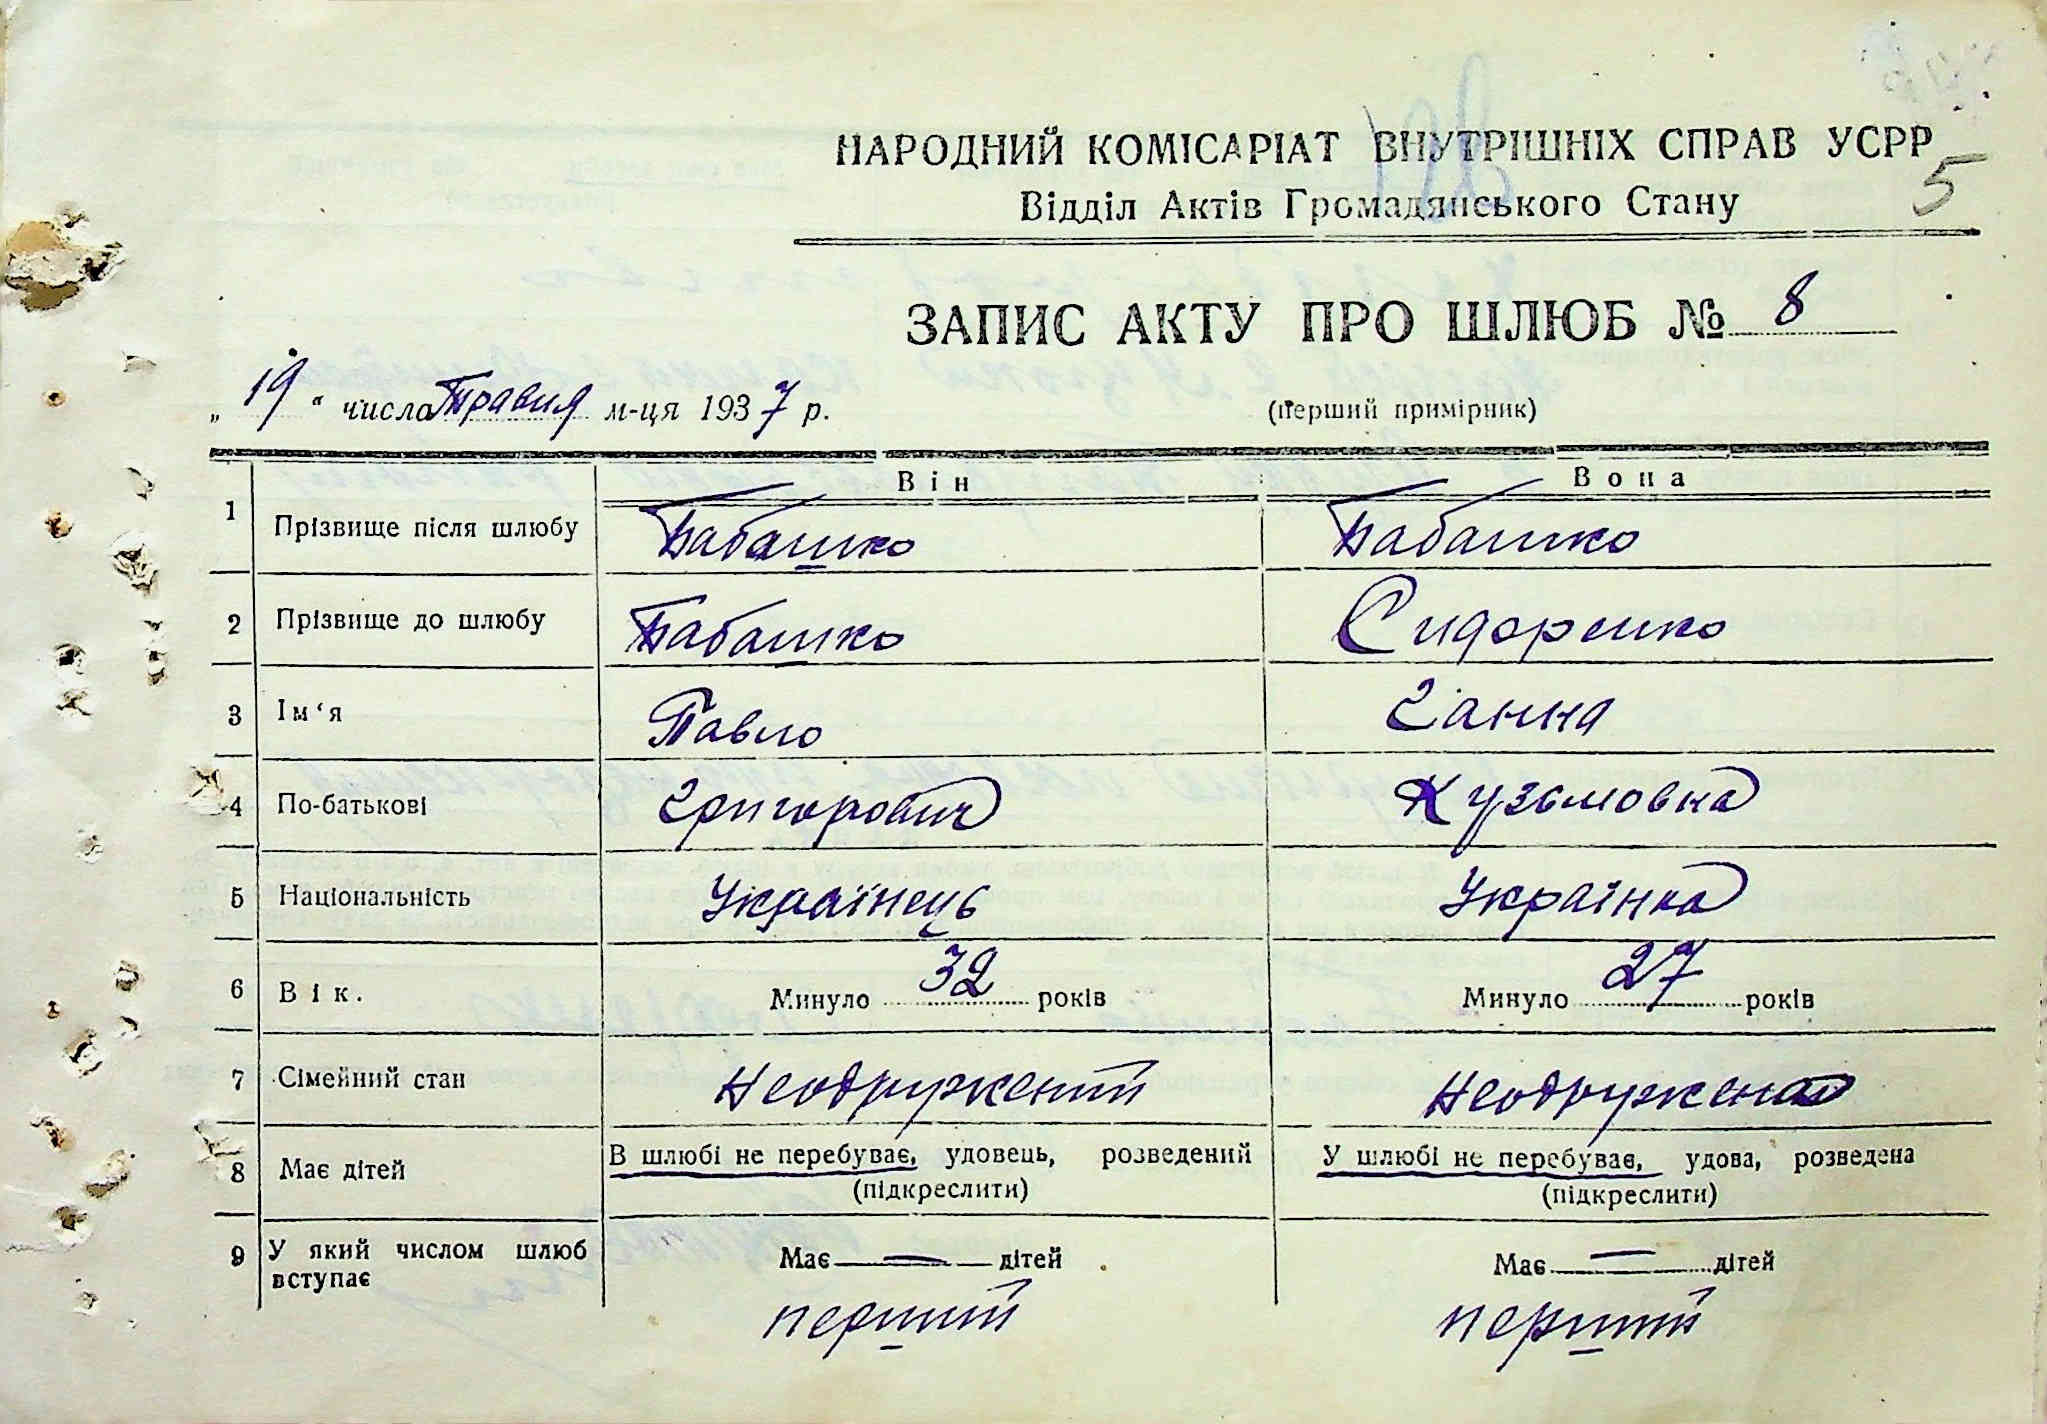 НАРОДНИЙ КОМІСАРІАТ ВНУТРІШНІХ СПРАВ УСРР
5
Відділ Актів Громадянського Стану
ЗАПИС АКТУ ПРО ШЛЮБ № 8
„19“ число Травня м-ця 1937 р.
(перший примірник)
Він Вона
1 Прізвище після шлюбу Бабашко Бабашко
2 Прізвище до шлюбу Бабашко Сидоренко
3 Ім‘я Павло Ганна
4 По-батькові Григорович Кузьмовна
5 Національність Українець Українка
6 Вік. Минуло 32 років Минуло 27 років
7 Сімейний стан Неодружений Неодружена
8 Має дітей В шлюбі не перебуває, удовець, розведений У шлюбі не перебуває, удова, розведена
(підкреслити) (підкреслити)
9 У який числом шлюб вступає Має — дітей Має — дітей
перший перший